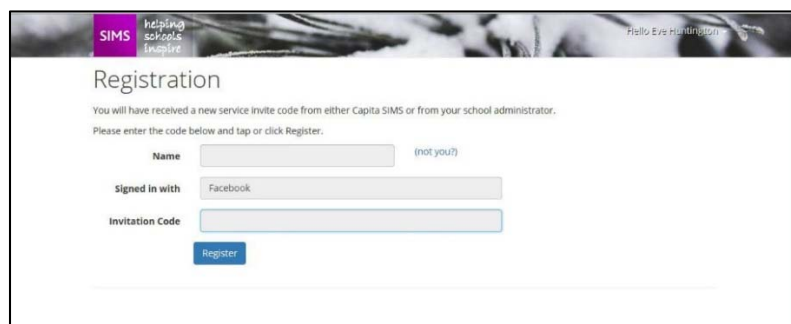 SIMS
helping
schools
inspire
Hello Eve Huntington
Registration
You will have received a new service invite code from either Capita SIMS or from your school administrator.
Please enter the code below and tap or click Register.
Name
(not you?)
Signed in with
Facebook
Invitation Code
Register